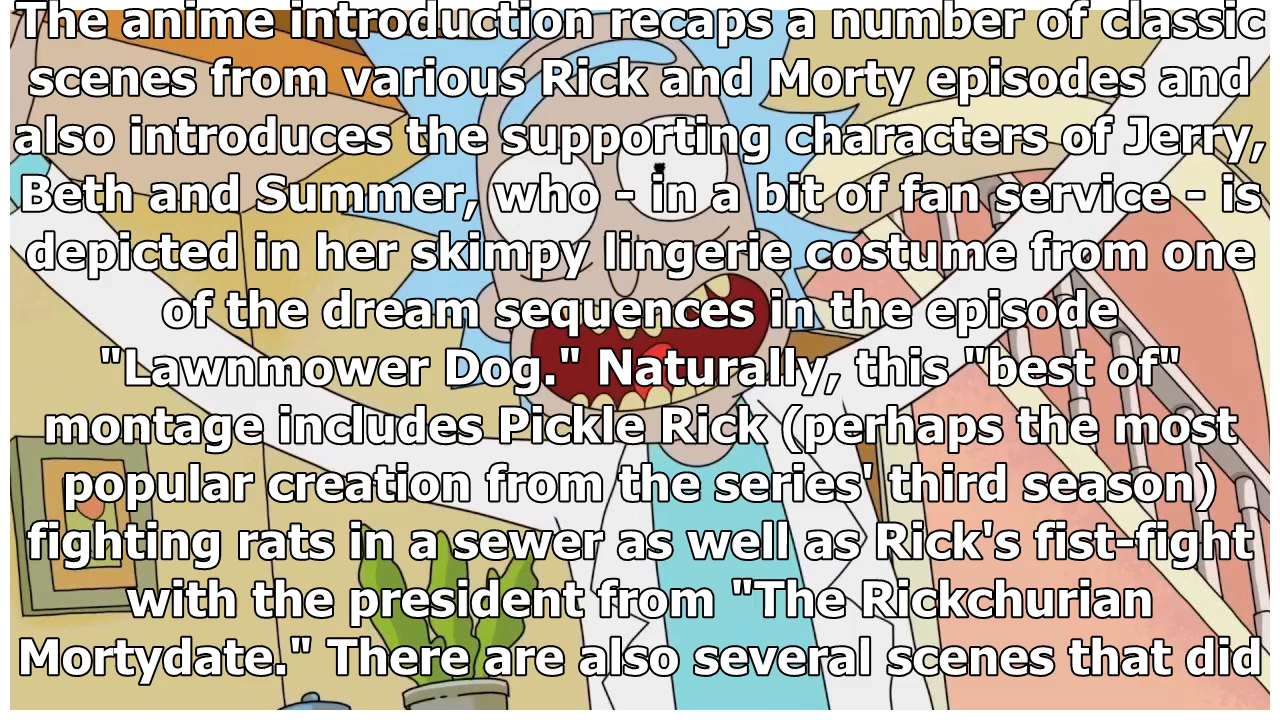 The anime introduction recaps a number of classic
scenes from various Rick and Morty episodes and
also introduces the supporting characters of Jerry,
Beth and Summer, who - in a bit of fan service - is
depicted in her skimpy lingerie costume from one
of the dream sequences in the episode
"Lawnmower Dog." Naturally, this "best of"
montage includes Pickle Rick (perhaps the most
popular creation from the series' third season)
fighting rats in a sewer as well as Rick's fist-fight
with the president from "The Rickchurian
Mortydate." There are also several scenes that did